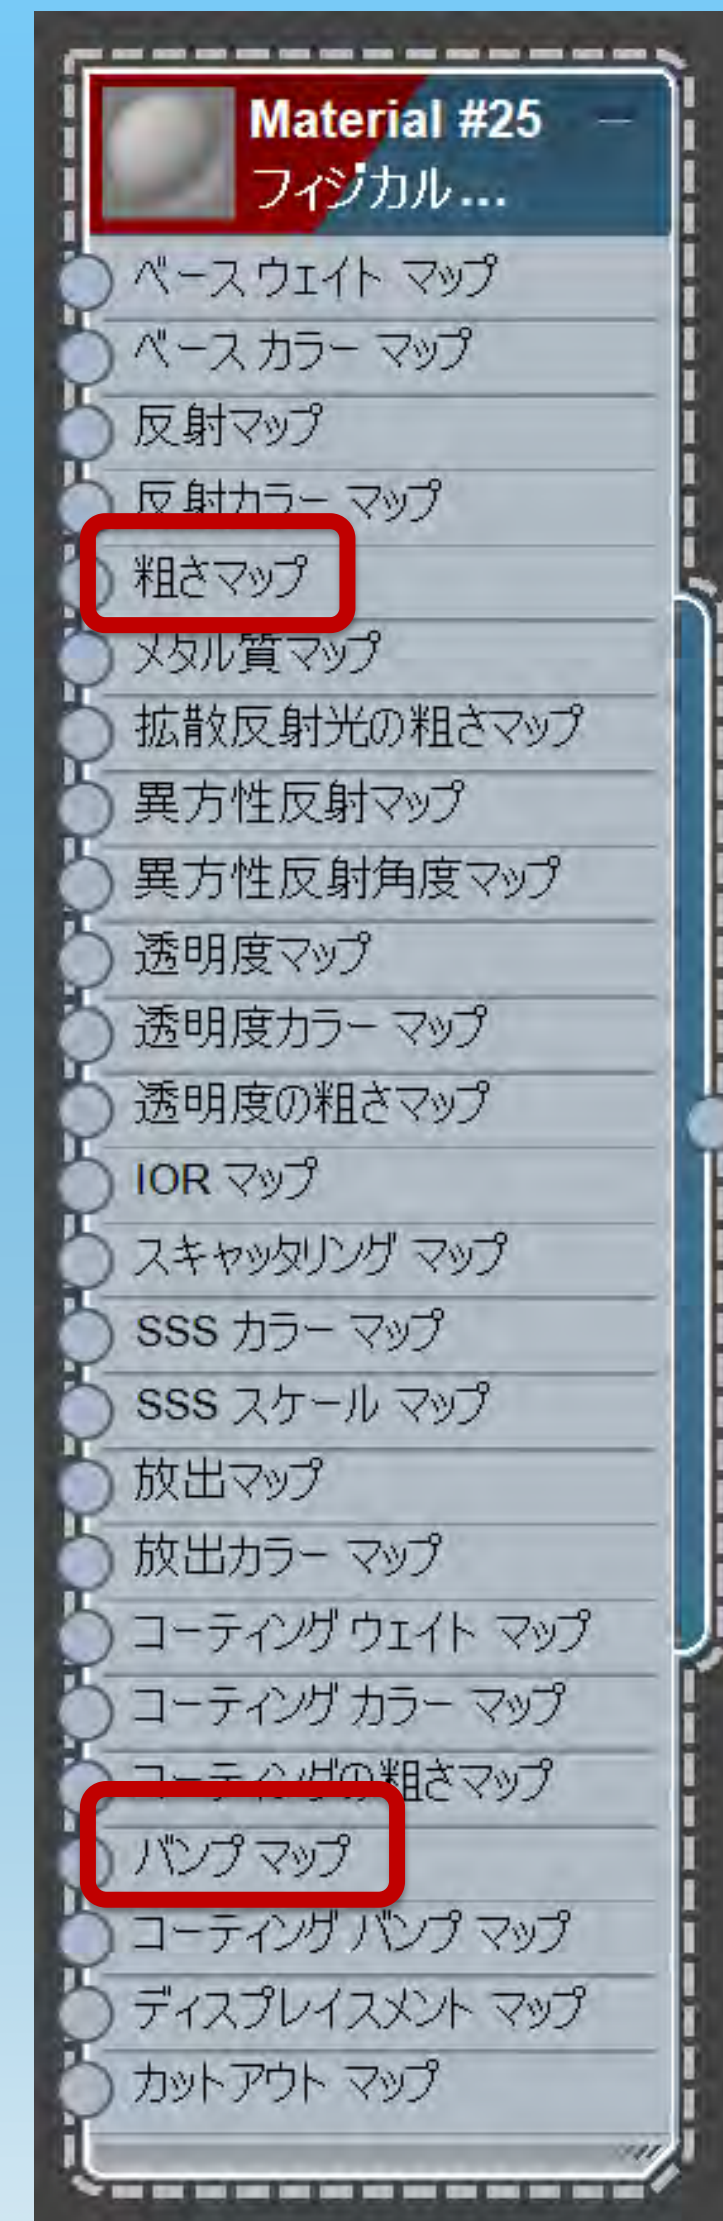 Material #25
フィジカル...
ベース ウェイト マップ
ベース カラー マップ
反射マップ
反射カラー マップ
粗さマップ
メタル質マップ
拡散反射光の粗さマップ
異方性反射マップ
異方性反射角度マップ
透明度マップ
透明度カラー マップ
透明度の粗さマップ
IOR マップ
スキャッタリング マップ
SSS カラー マップ
SSS スケール マップ
放出マップ
放出カラー マップ
コーティング ウェイト マップ
コーティング カラー マップ
コーティングの粗さマップ
バンプ マップ
コーティング バンプ マップ
ディスプレイスメント マップ
カットアウト マップ